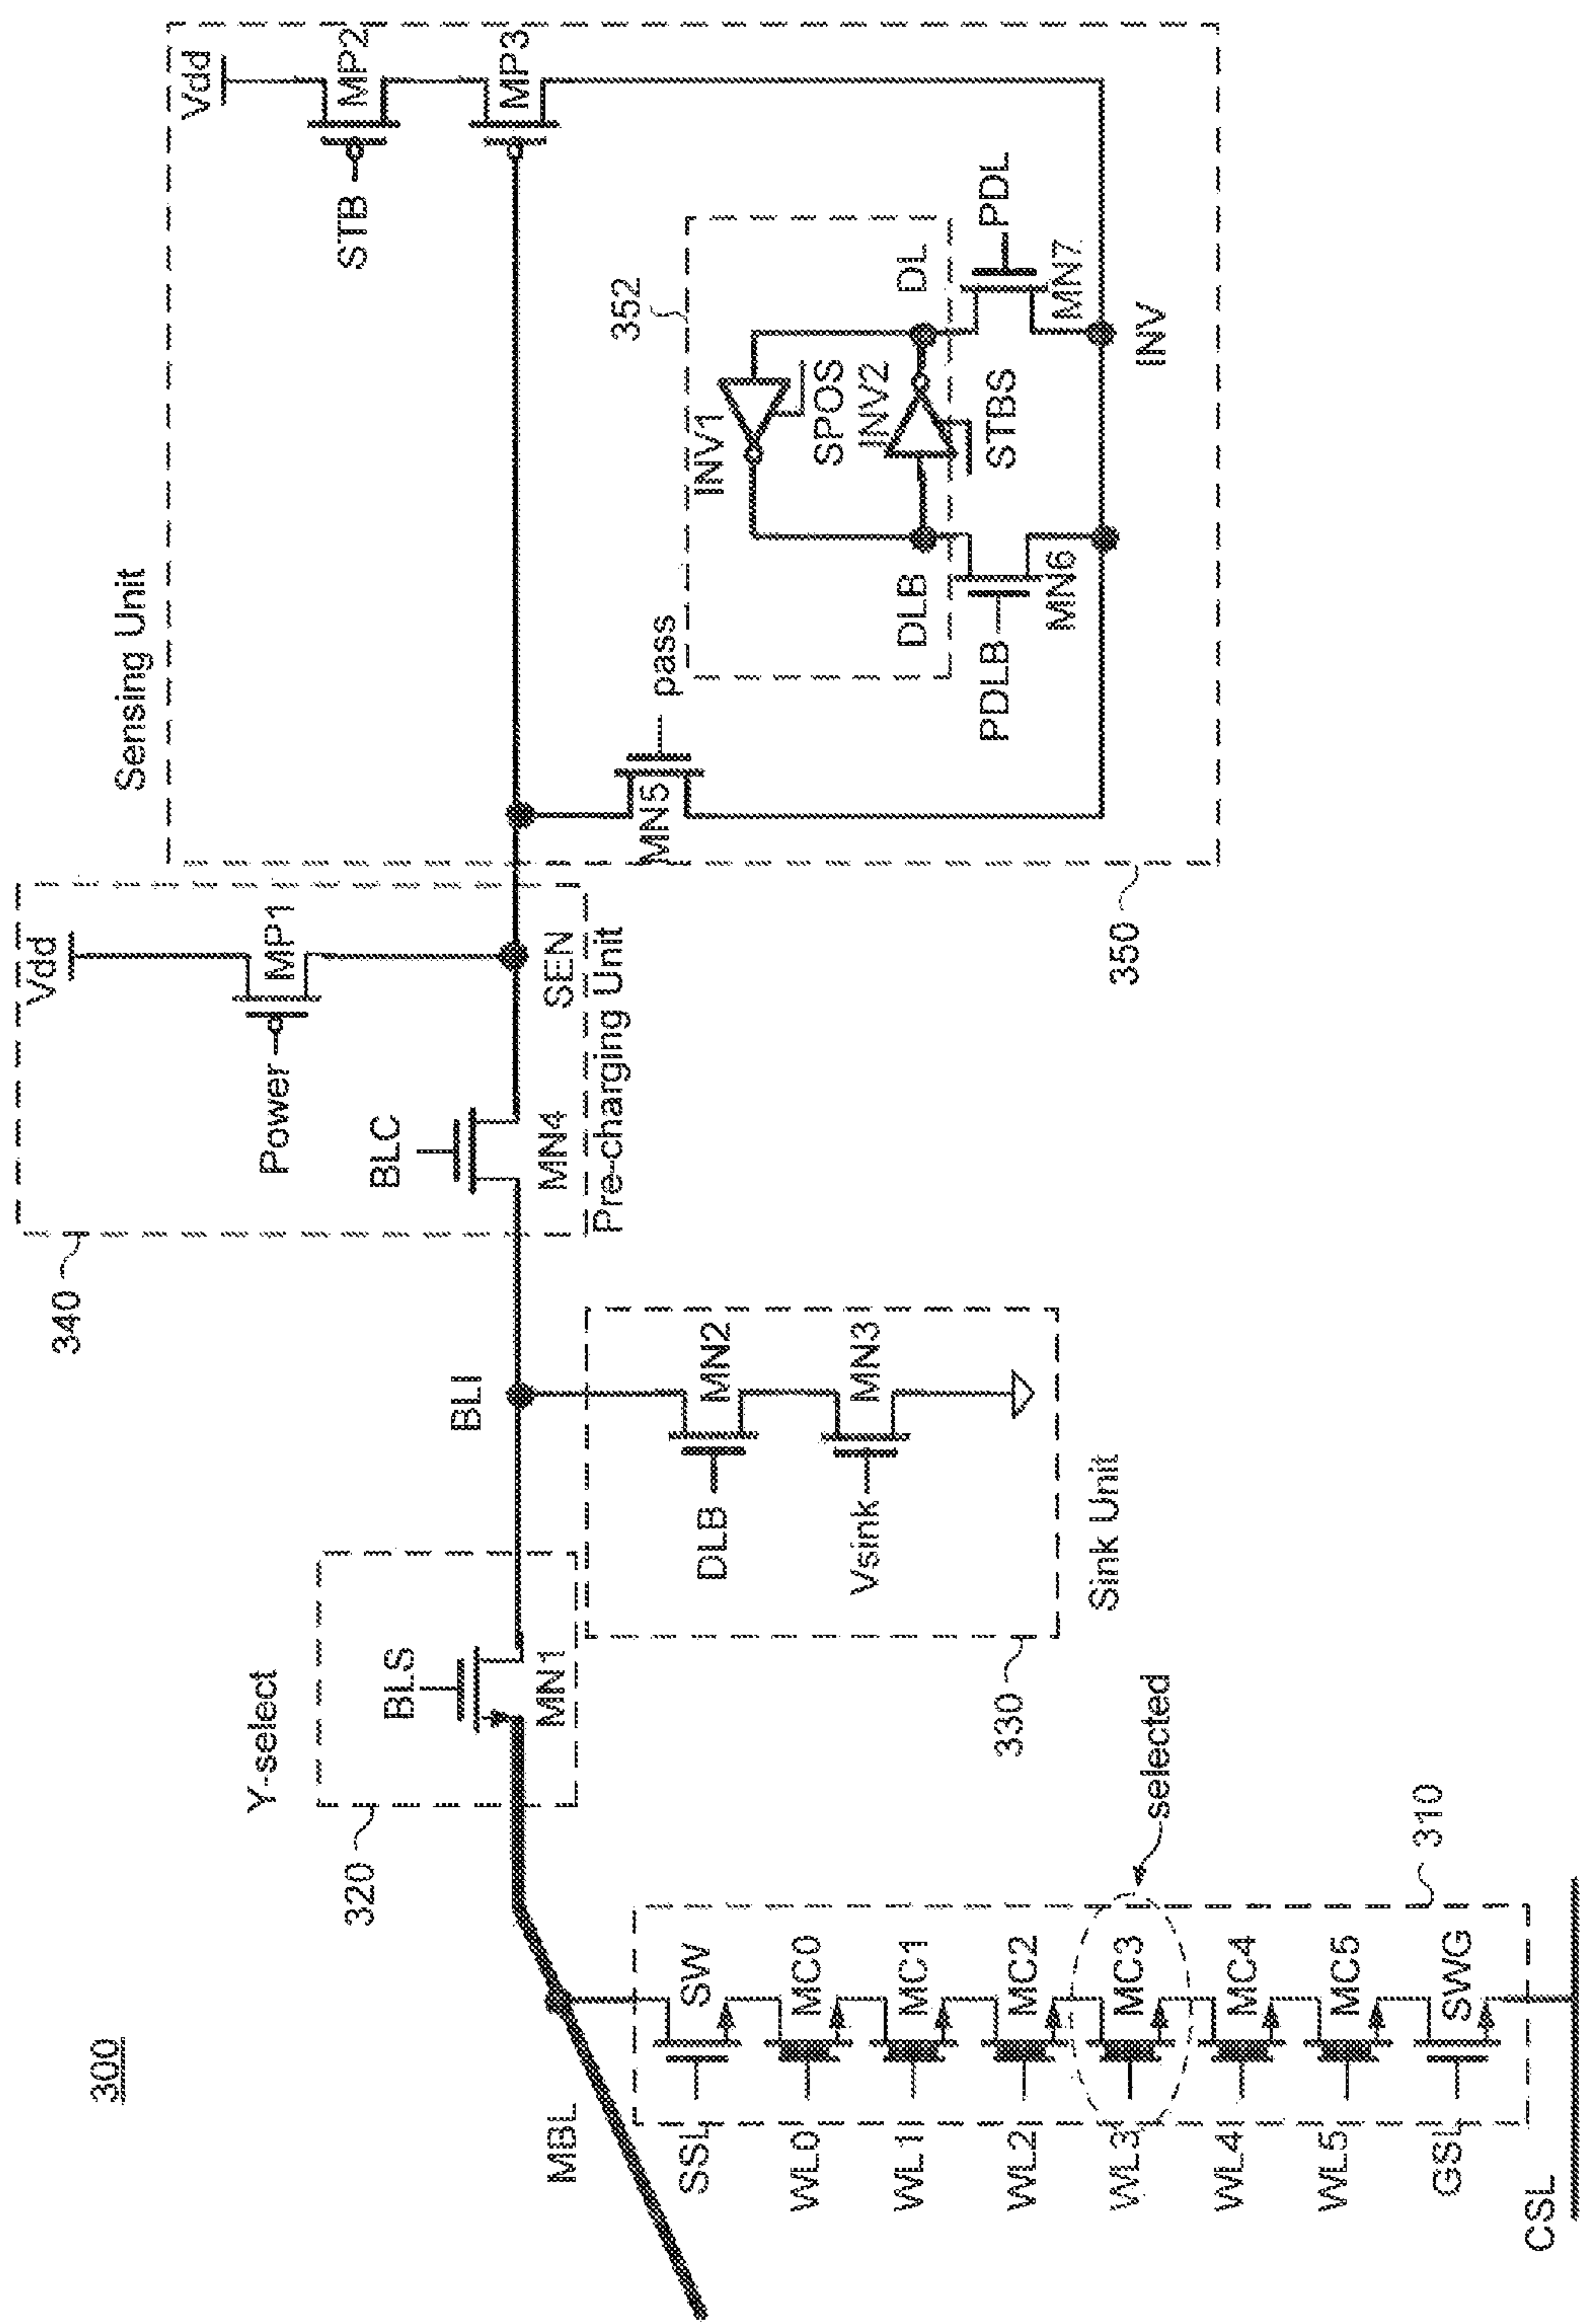 300
MBL
SSL
WL0
WL1
WL2
WL3
WL4
WL5
GSL
CSL
SW
MC0
MC1
MC2
MC3
MC4
MC5
SWG
310
selected
Y-select
320
BLS
MN1
BLI
DLB
MN2
Vsink
MN3
330
Sink Unit
340
Vdd
Power
MP1
BLC
MN4
SEN
Pre-charging Unit
Sensing Unit
350
Vdd
STB
MP2
MP3
pass
MN5
352
INV1
SPOS
INV2
STBS
DLB
DL
PDLB
MN6
PDL
MN7
INV